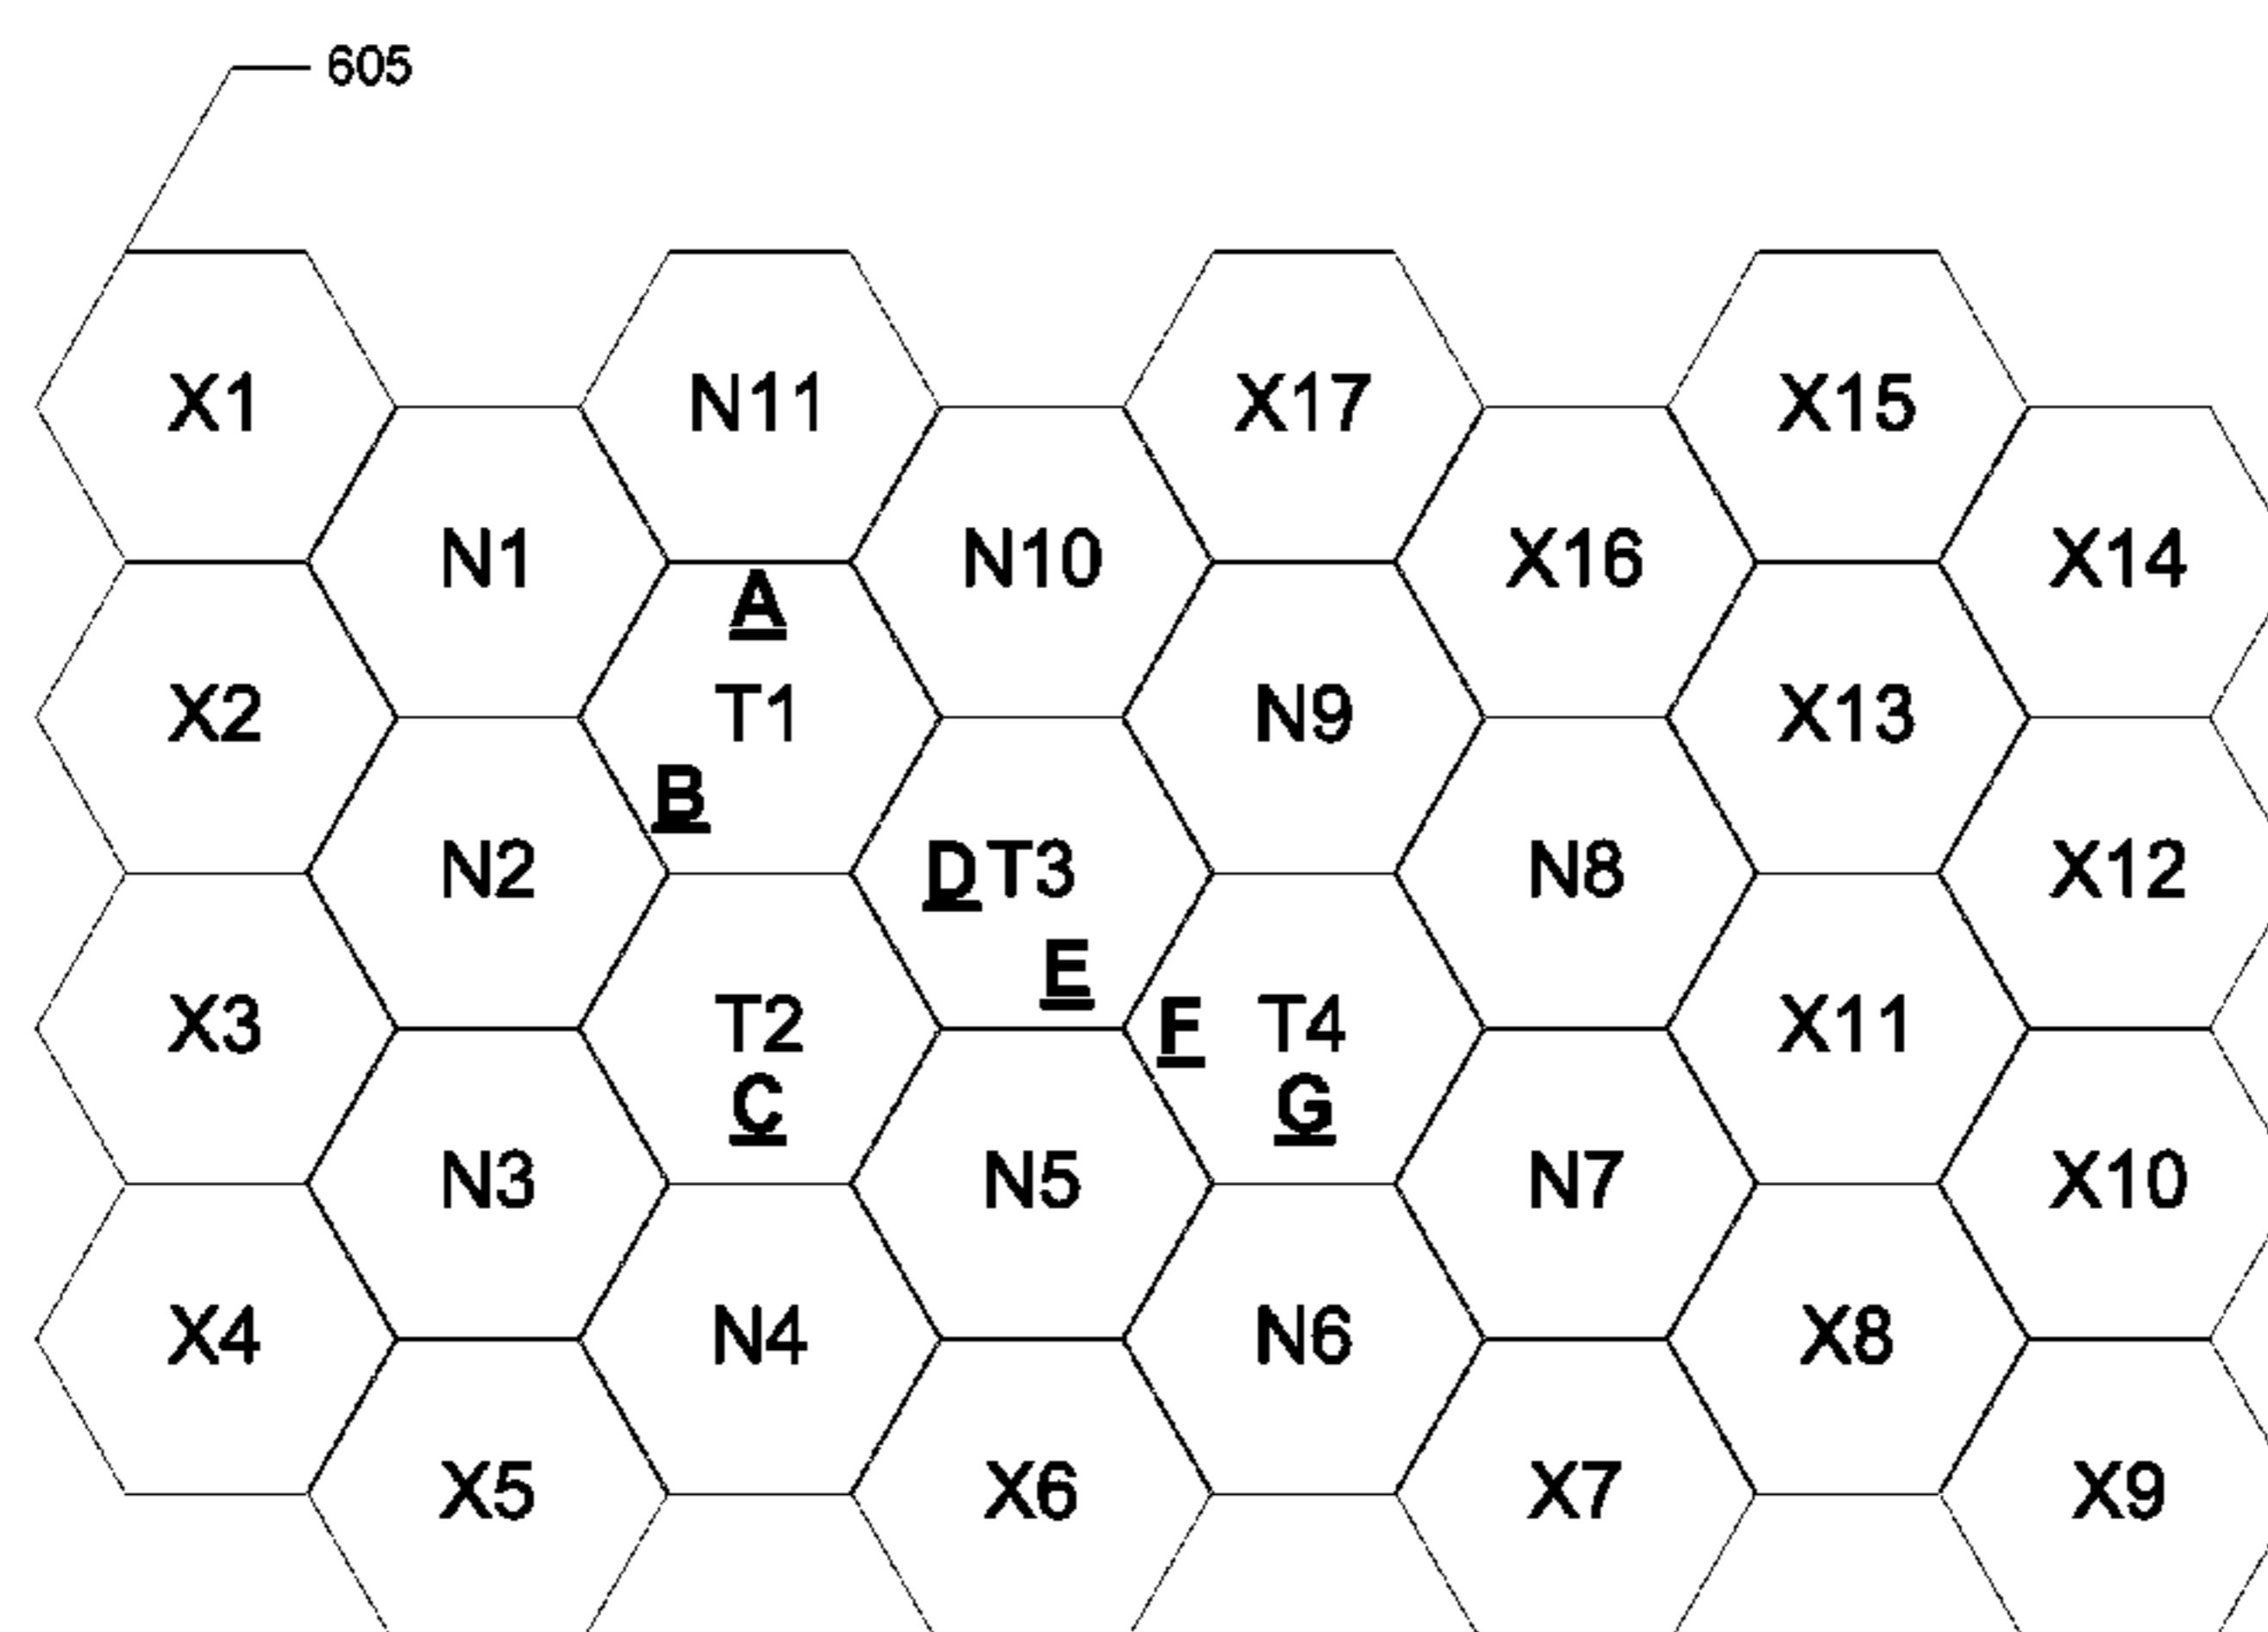 605
X1 N11 X17 X15
N1 N10 X16 X14
A
X2 T1 N9 X13
B
N2 D T3 N8 X12
E
X3 T2 F T4 X11
C G
N3 N5 N7 X10
X4 N4 N6 X8
X5 X6 X7 X9